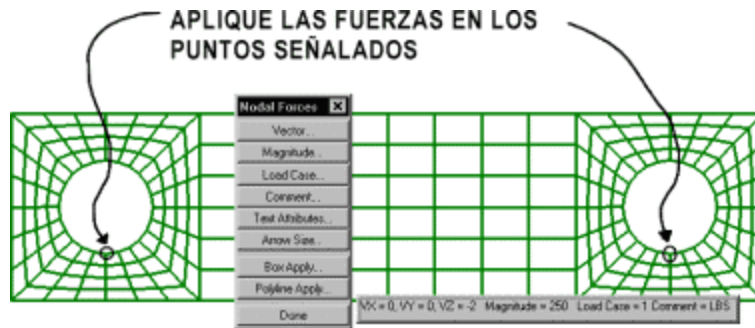 APLIQUE LAS FUERZAS EN LOS
PUNTOS SEÑALADOS
Nodal Forces
Vector...
Magnitude...
Load Case...
Comment...
Text Attributes...
Arrow Size...
Box Apply...
Polyline Apply...
Done
VX = 0, VY = 0, VZ = -2 Magnitude = 250 Load Case = 1 Comment = LBS